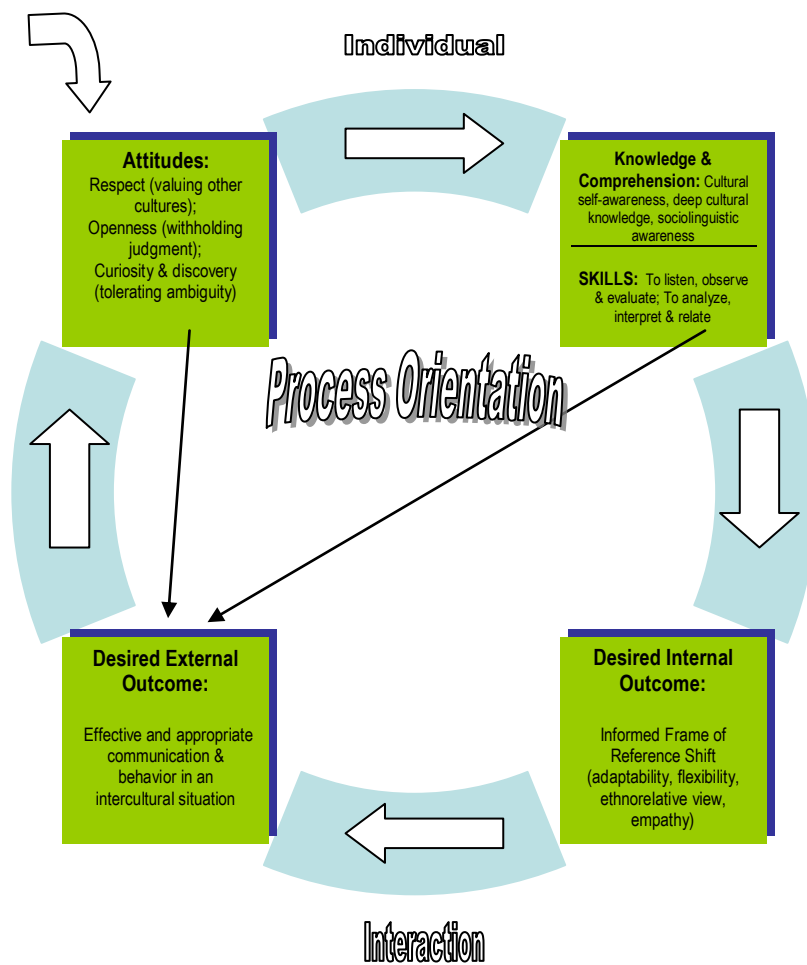 Individual
Attitudes:
Respect (valuing other
cultures);
Openness (withholding
judgment);
Curiosity & discovery
(tolerating ambiguity)
Knowledge &
Comprehension: Cultural
self-awareness, deep cultural
knowledge, sociolinguistic
awareness
SKILLS: To listen, observe
& evaluate; To analyze,
interpret & relate
Process Orientation
Desired External
Outcome:
Effective and appropriate
communication &
behavior in an
intercultural situation
Desired Internal
Outcome:
Informed Frame of
Reference Shift
(adaptability, flexibility,
ethnorelative view,
empathy)
Interaction